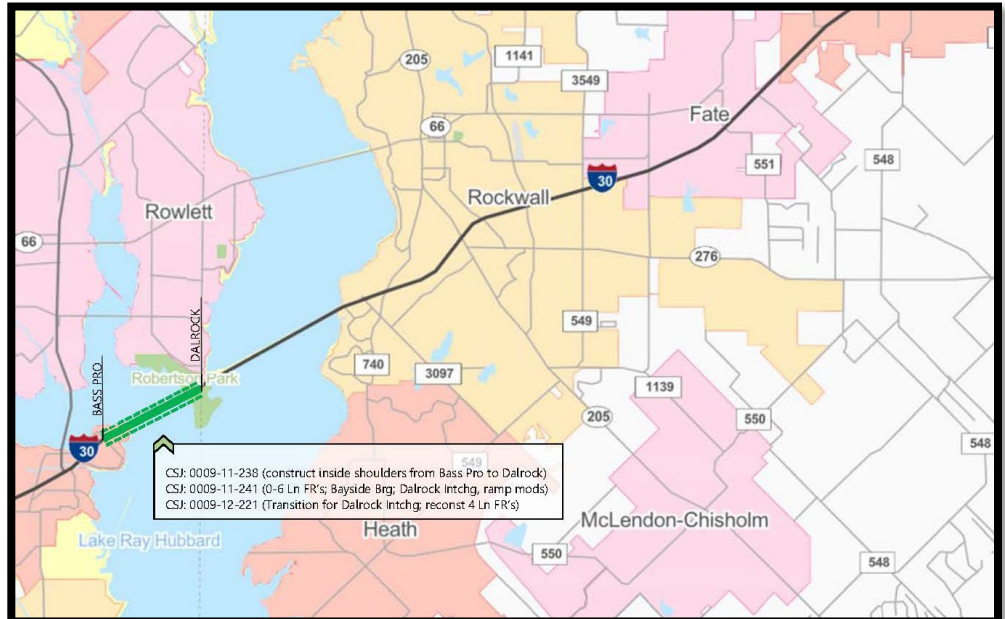 205
1141
3549
66
Fate
551
548
30
Rockwall
Rowlett
66
276
DALROCK
549
740
3097
Robertson Park
BASS PRO
1139
205
550
548
30
549
CSJ: 0009-11-238 (construct inside shoulders from Bass Pro to Dalrock)
CSJ: 0009-11-241 (0-6 Ln FR's; Bayside Brg; Dalrock Intchg, ramp mods)
CSJ: 0009-12-221 (Transition for Dalrock Intchg; reconst 4 Ln FR's)
McLendon-Chisholm
Heath
Lake Ray Hubbard
550
548